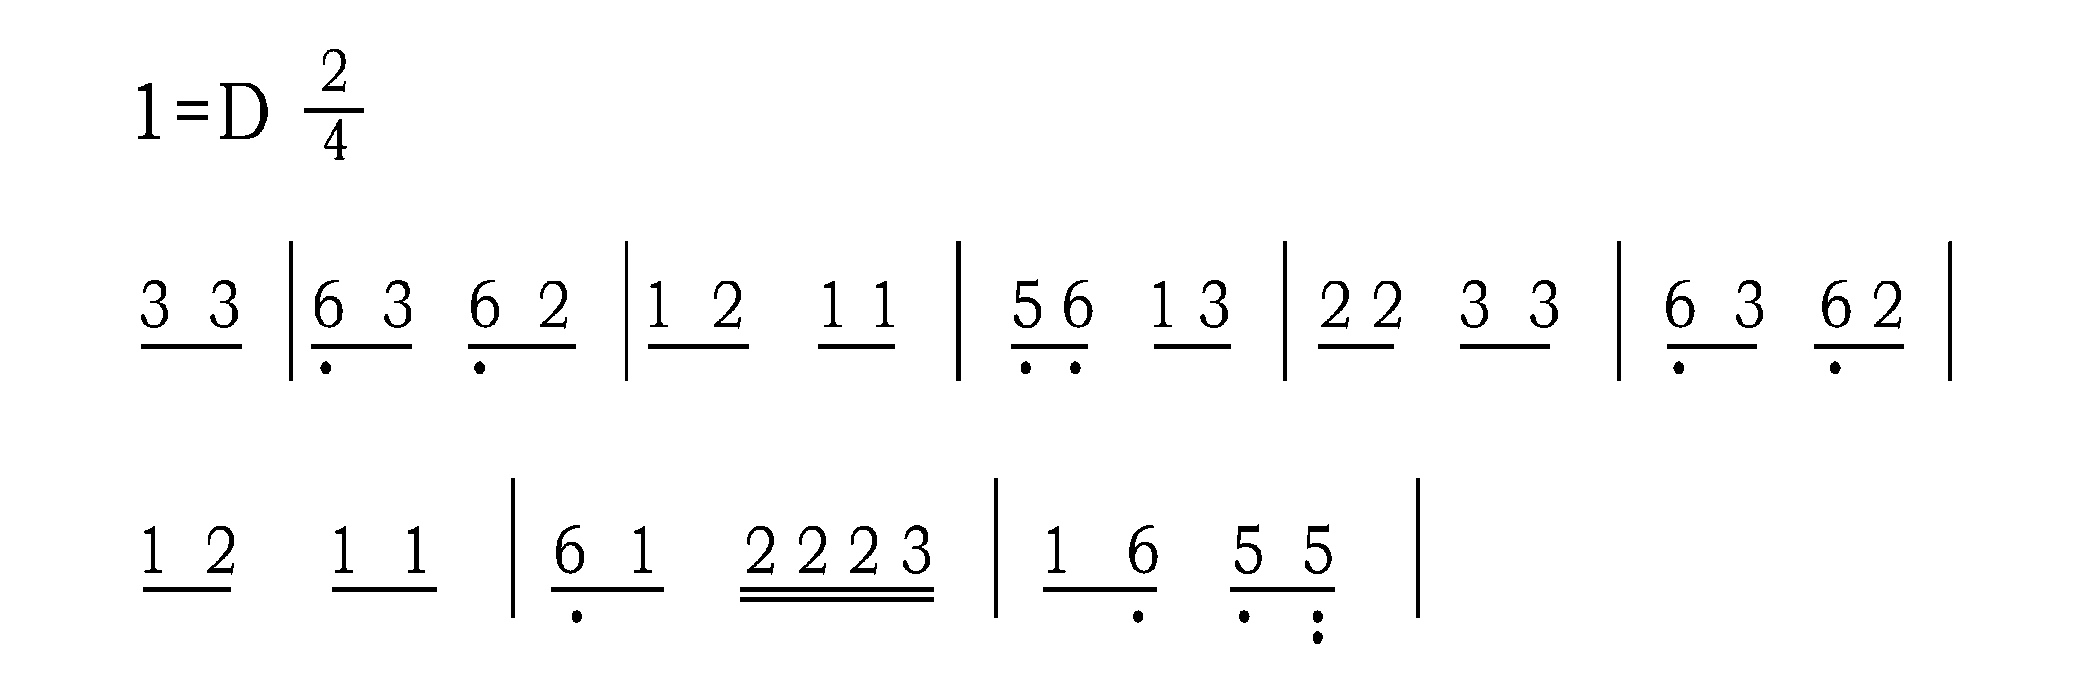 1=D 2/4
3 3 | 6̣ 3 6̣ 2 | 1 2 1 1 | 5̣ 6̣ 1 3 | 2 2 3 3 | 6̣ 3 6̣ 2 |
1 2 1 1 | 6̣ 1 2 2 2 3 | 1 6̣ 5̣ 5̣̣ |